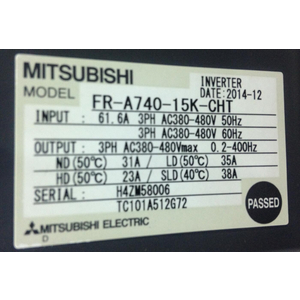 MITSUBISHI
INVERTER
MODEL FR-A740-15K-CHT
DATE:2014-12
INPUT : 61.6A 3PH AC380-480V 50Hz
3PH AC380-480V 60Hz
OUTPUT: 3PH AC380-480Vmax 0.2-400Hz
ND (50℃) 31A / LD (50℃) 35A
HD (50℃) 23A / SLD (40℃) 38A
SERIAL: H4ZM58006
TC101A512G72
PASSED
MITSUBISHI ELECTRIC
D